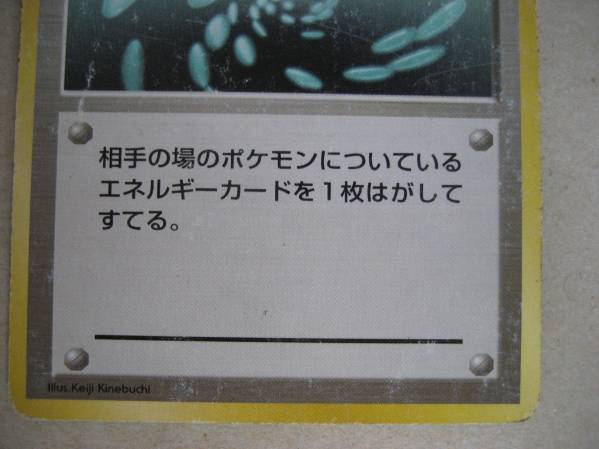 相手の場のポケモンについている
エネルギーカードを1枚はがして
すてる。
Illus. Keiji Kinebuchi